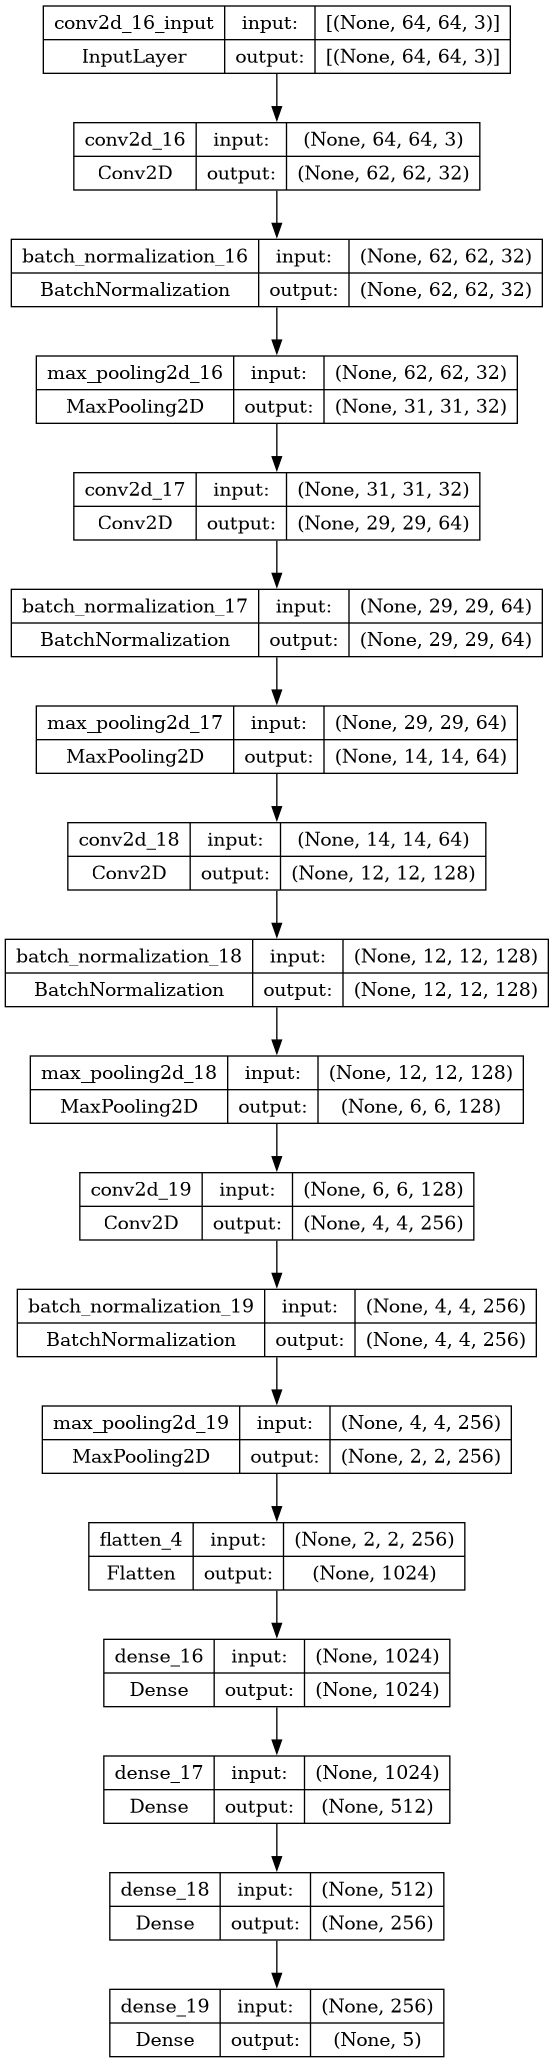 conv2d_16_input input: [(None, 64, 64, 3)]
InputLayer output: [(None, 64, 64, 3)]
conv2d_16 input: (None, 64, 64, 3)
Conv2D output: (None, 62, 62, 32)
batch_normalization_16 input: (None, 62, 62, 32)
BatchNormalization output: (None, 62, 62, 32)
max_pooling2d_16 input: (None, 62, 62, 32)
MaxPooling2D output: (None, 31, 31, 32)
conv2d_17 input: (None, 31, 31, 32)
Conv2D output: (None, 29, 29, 64)
batch_normalization_17 input: (None, 29, 29, 64)
BatchNormalization output: (None, 29, 29, 64)
max_pooling2d_17 input: (None, 29, 29, 64)
MaxPooling2D output: (None, 14, 14, 64)
conv2d_18 input: (None, 14, 14, 64)
Conv2D output: (None, 12, 12, 128)
batch_normalization_18 input: (None, 12, 12, 128)
BatchNormalization output: (None, 12, 12, 128)
max_pooling2d_18 input: (None, 12, 12, 128)
MaxPooling2D output: (None, 6, 6, 128)
conv2d_19 input: (None, 6, 6, 128)
Conv2D output: (None, 4, 4, 256)
batch_normalization_19 input: (None, 4, 4, 256)
BatchNormalization output: (None, 4, 4, 256)
max_pooling2d_19 input: (None, 4, 4, 256)
MaxPooling2D output: (None, 2, 2, 256)
flatten_4 input: (None, 2, 2, 256)
Flatten output: (None, 1024)
dense_16 input: (None, 1024)
Dense output: (None, 1024)
dense_17 input: (None, 1024)
Dense output: (None, 512)
dense_18 input: (None, 512)
Dense output: (None, 256)
dense_19 input: (None, 256)
Dense output: (None, 5)